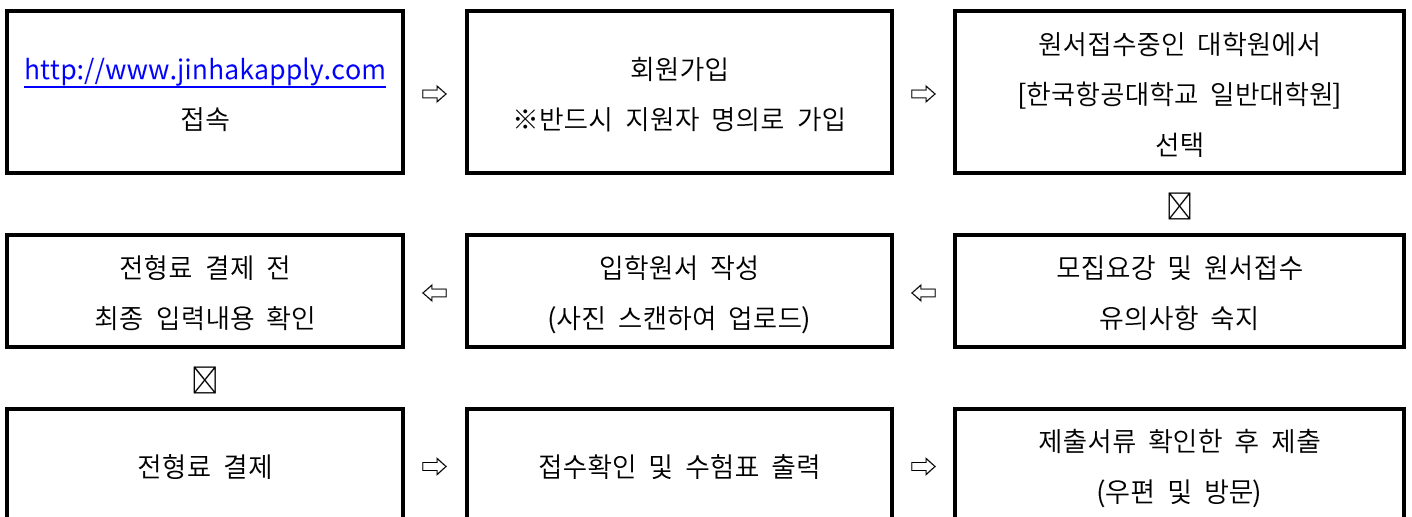 http://www.jinhakapply.com
접속
⇨
회원가입
※반드시 지원자 명의로 가입
⇨
원서접수중인 대학원에서
[한국항공대학교 일반대학원]
선택
모집요강 및 원서접수
유의사항 숙지
⇦
입학원서 작성
(사진 스캔하여 업로드)
⇦
전형료 결제 전
최종 입력내용 확인
전형료 결제
⇨
접수확인 및 수험표 출력
⇨
제출서류 확인한 후 제출
(우편 및 방문)